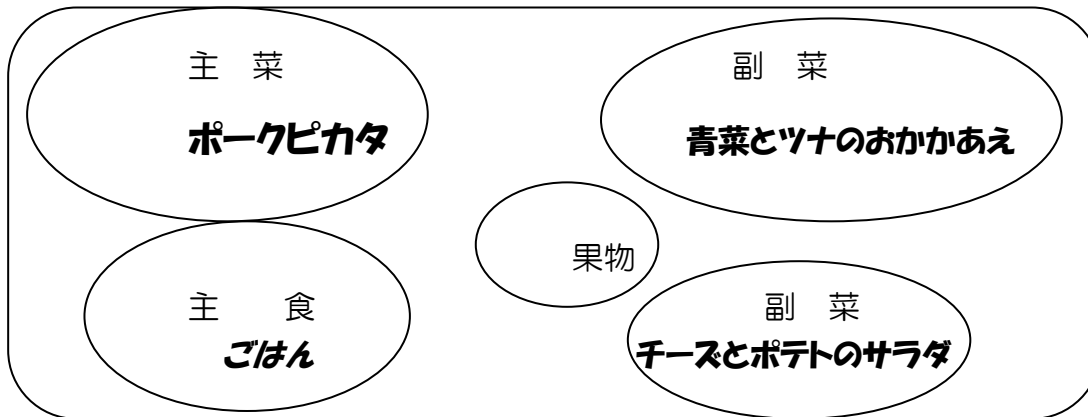 主　菜
ポークピカタ
副　菜
青菜とツナのおかかあえ
果物
主　　食
ごはん
副　菜
チーズとポテトのサラダ